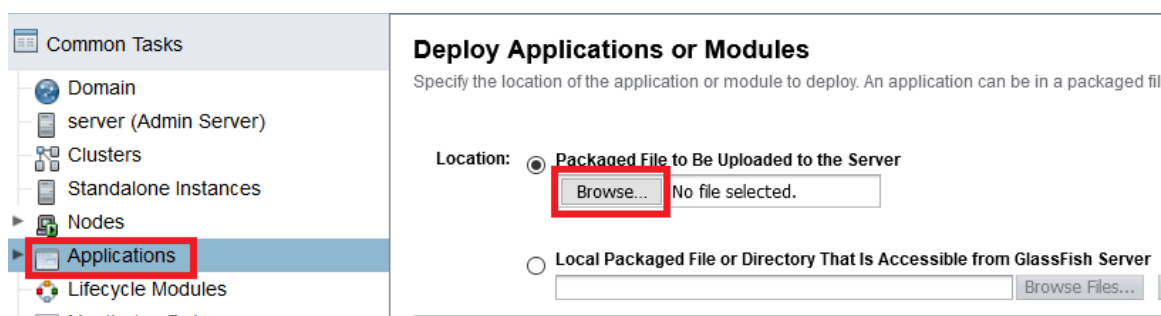 Common Tasks
Domain
server (Admin Server)
Clusters
Standalone Instances
Nodes
Applications
Lifecycle Modules
Deploy Applications or Modules
Specify the location of the application or module to deploy. An application can be in a packaged fil
Location:
Packaged File to Be Uploaded to the Server
Browse... No file selected.
Local Packaged File or Directory That Is Accessible from GlassFish Server
Browse Files...